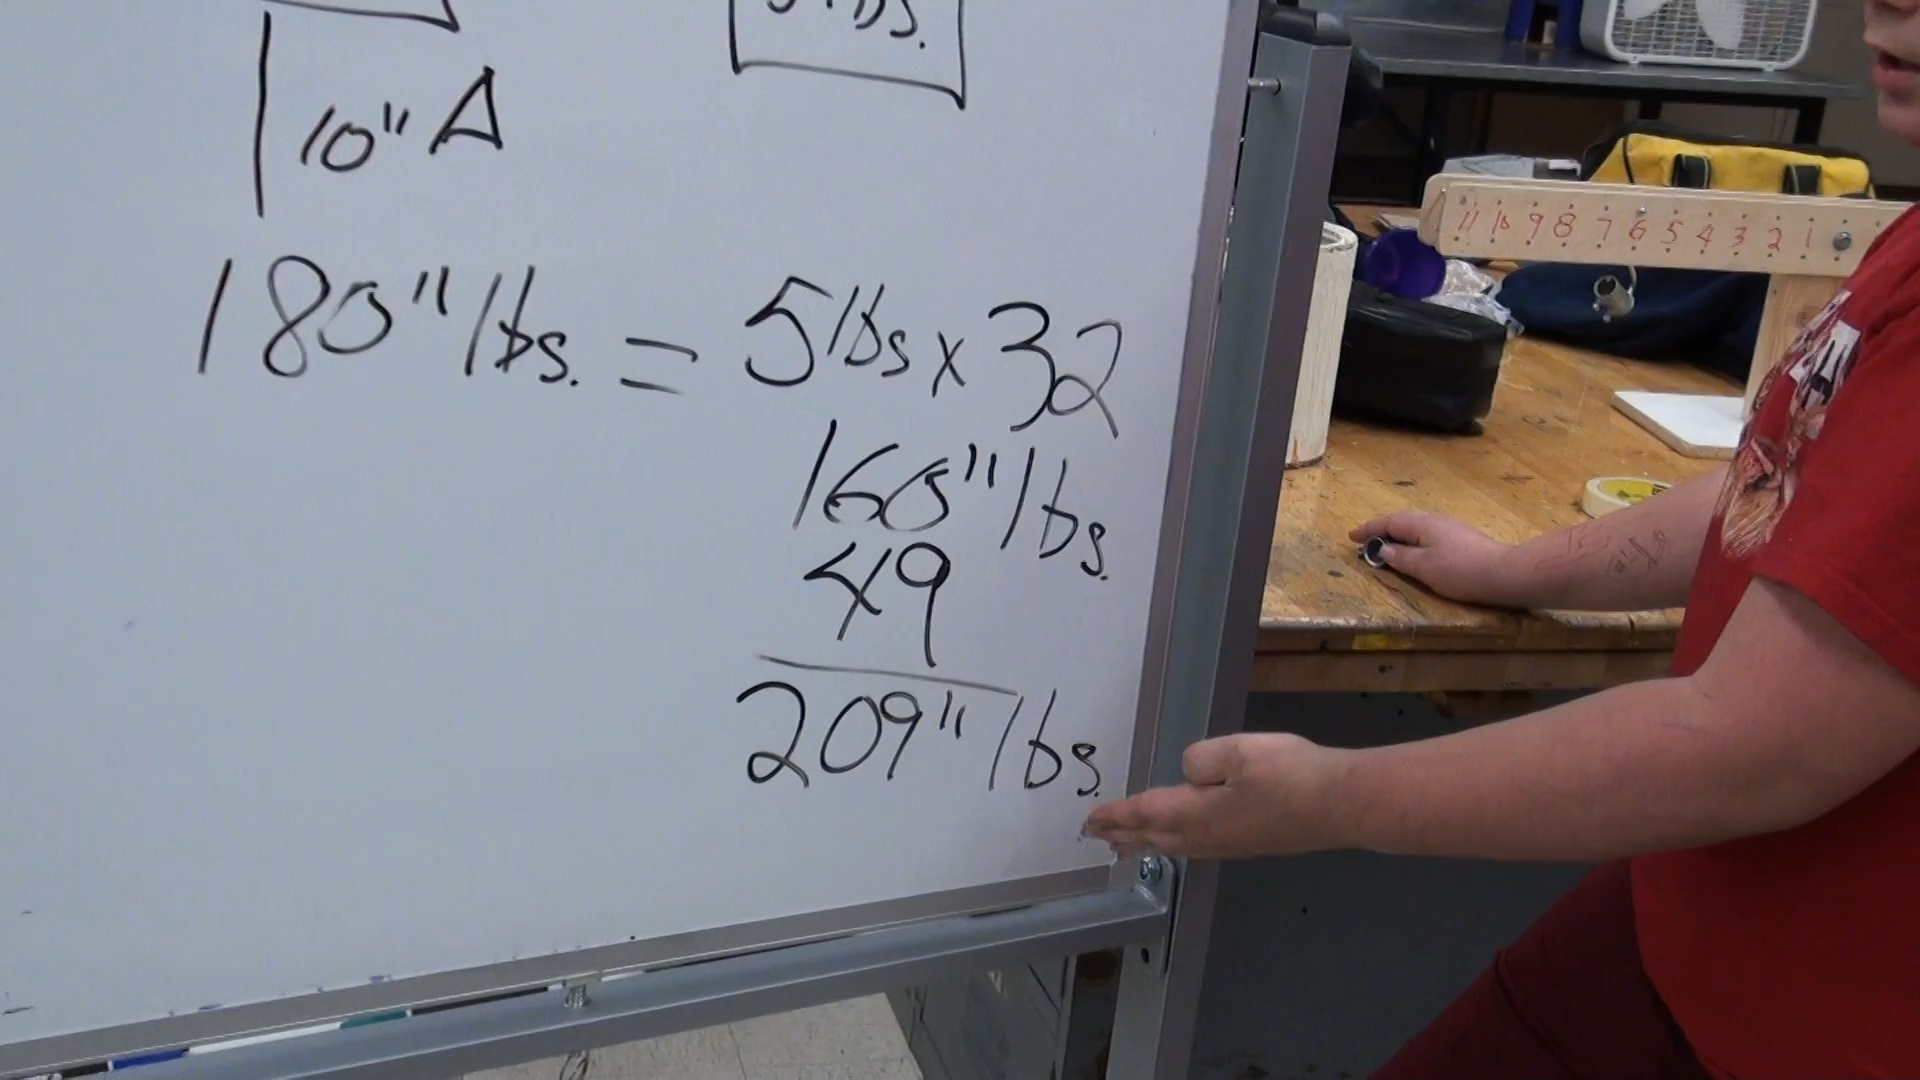 lbs.
10" A
180"/lbs. = 5lbs x 32
160"/lbs.
49
209"/lbs.
11 10 9 8 7 6 5 4 3 2 1